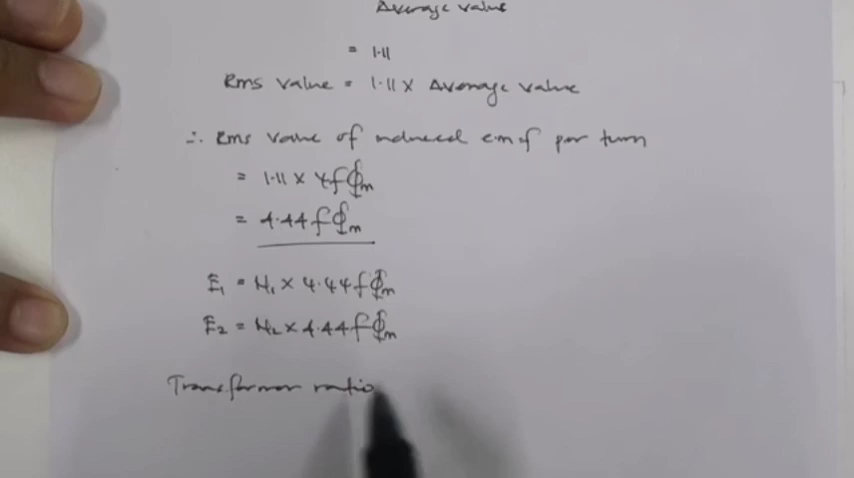 Average value
= 1.11
Rms value = 1.11 × Average value
∴ Rms value of induced emf per turn
= 1.11 × 4fΦm
= 4.44fΦm
E₁ = N₁ × 4.44fΦm
E₂ = N₂ × 4.44fΦm
Transformer ratio